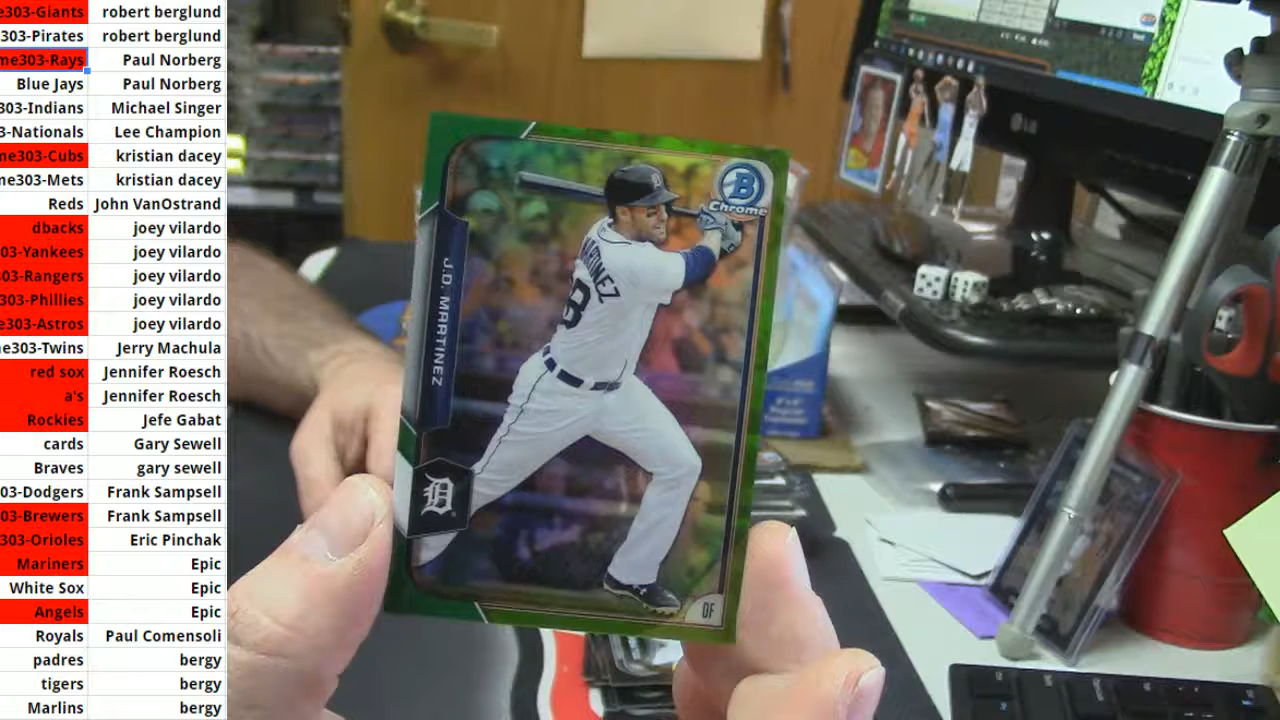 e303-Giants robert berglund
303-Pirates robert berglund
me303-Rays Paul Norberg
Blue Jays Paul Norberg
03-Indians Michael Singer
3-Nationals Lee Champion
me303-Cubs kristian dacey
me303-Mets kristian dacey
Reds John VanOstrand
dbacks joey vilardo
03-Yankees joey vilardo
03-Rangers joey vilardo
03-Phillies joey vilardo
e303-Astros joey vilardo
ne303-Twins Jerry Machula
red sox Jennifer Roesch
a's Jennifer Roesch
Rockies Jefe Gabat
cards Gary Sewell
Braves gary sewell
03-Dodgers Frank Sampsell
03-Brewers Frank Sampsell
03-Orioles Eric Pinchak
Mariners Epic
White Sox Epic
Angels Epic
Royals Paul Comensoli
padres bergy
tigers bergy
Marlins bergy
B
Chrome
MARTINEZ
8
J.D. MARTINEZ
D
OF
LG